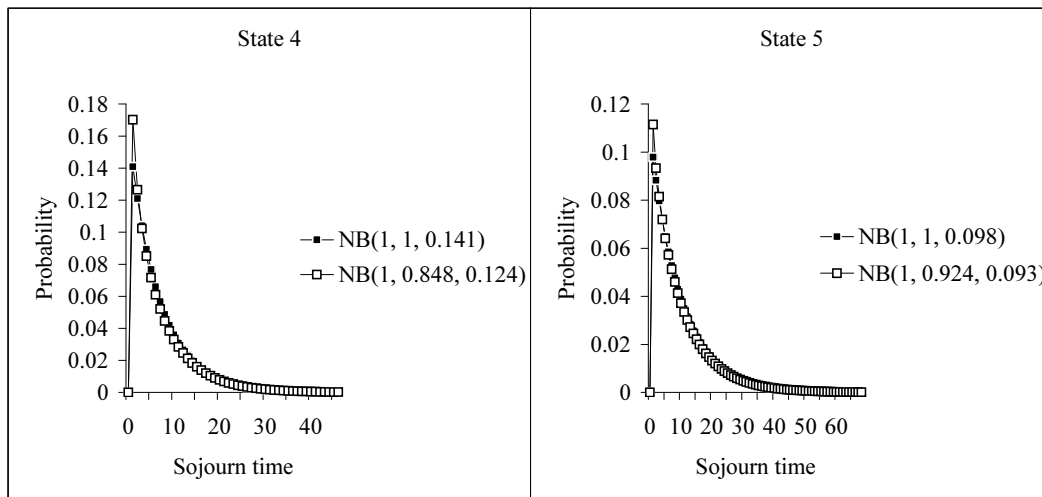 State 4
0.18
0.16
0.14
0.12
0.1
0.08
0.06
0.04
0.02
0
Probability
NB(1, 1, 0.141)
NB(1, 0.848, 0.124)
0 10 20 30 40
Sojourn time
State 5
0.12
0.1
0.08
0.06
0.04
0.02
0
Probability
NB(1, 1, 0.098)
NB(1, 0.924, 0.093)
0 10 20 30 40 50 60
Sojourn time